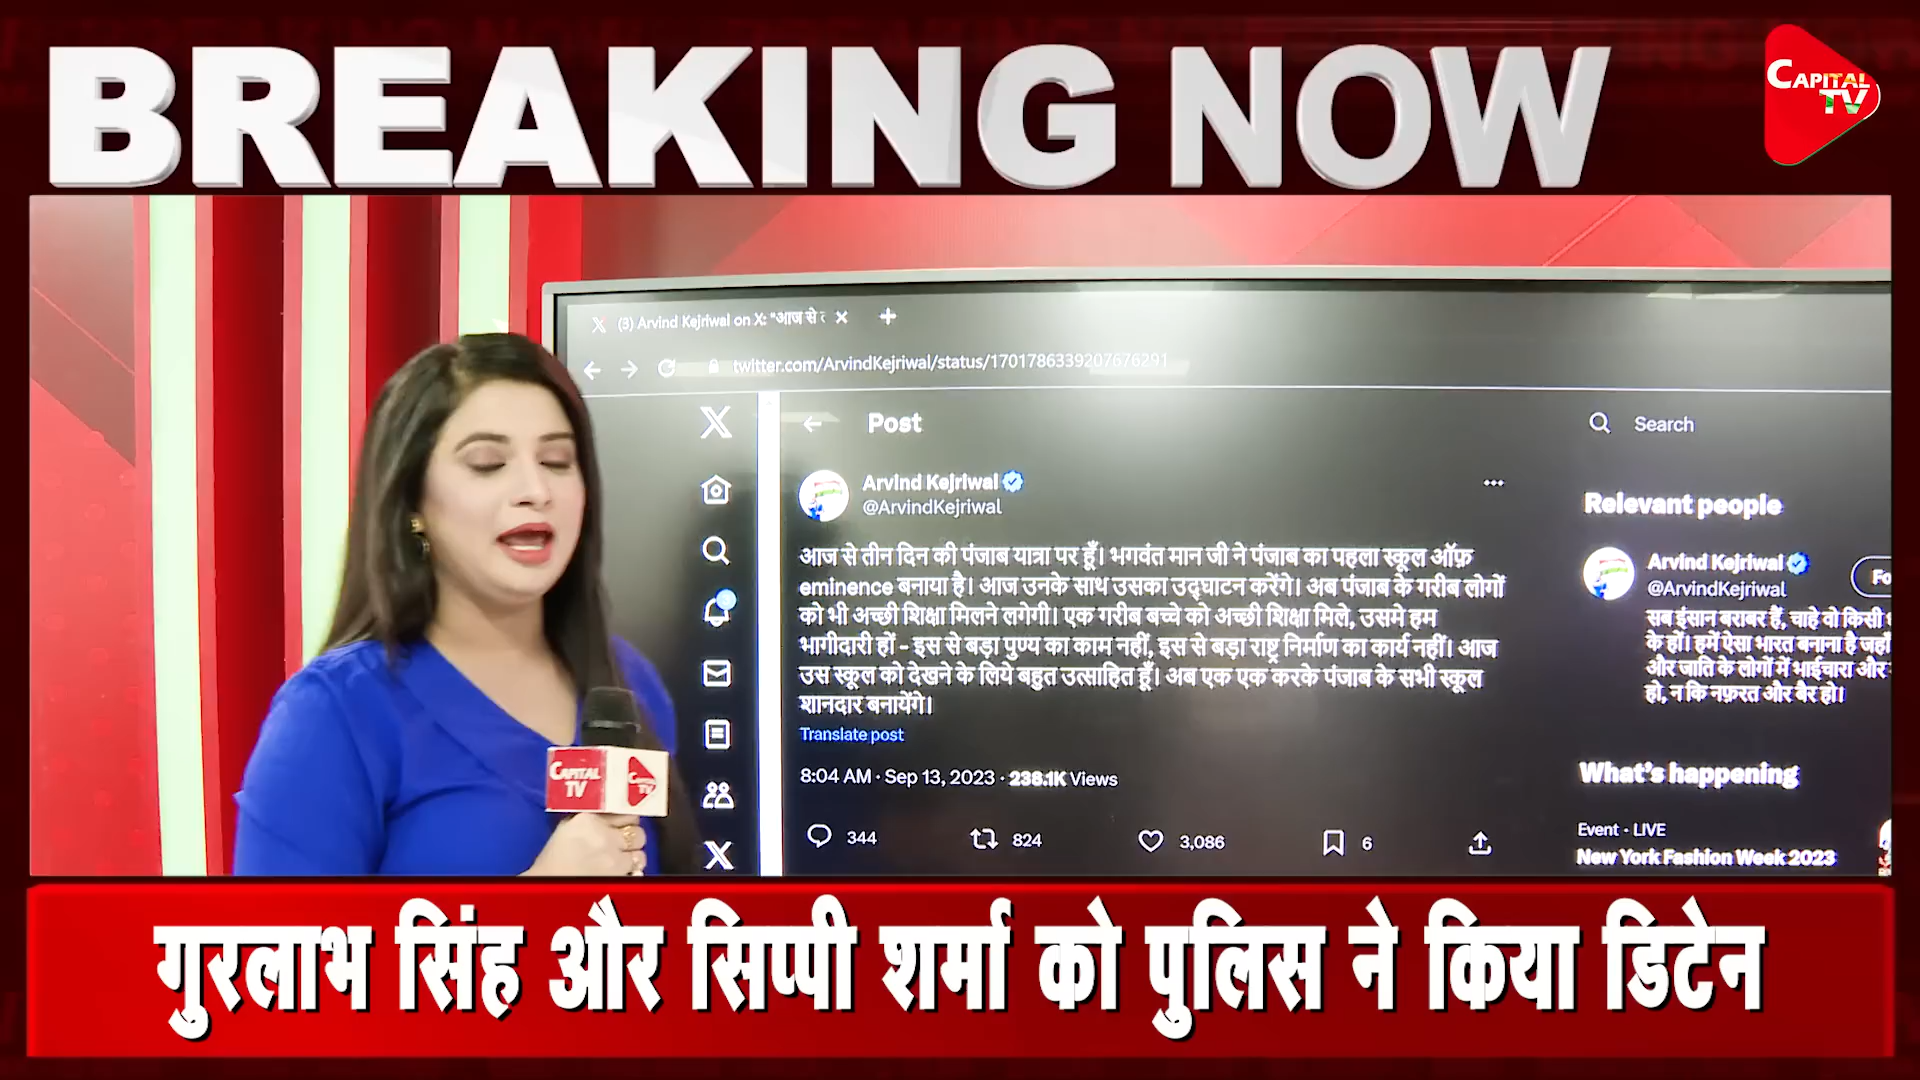 BREAKING NOW
CAPITAL
TV
(3) Arvind Kejriwal on X: "आज से
twitter.com/ArvindKejriwal/status/1701786339207676291
Post
Search
Arvind Kejriwal
@ArvindKejriwal
Relevant people
आज से तीन दिन की पंजाब यात्रा पर हूँ। भगवंत मान जी ने पंजाब का पहला स्कूल ऑफ़
eminence बनाया है। आज उनके साथ उसका उद्घाटन करेंगे। अब पंजाब के गरीब लोगों
को भी अच्छी शिक्षा मिलने लगेगी। एक गरीब बच्चे को अच्छी शिक्षा मिले, उसमे हम
भागीदारी हों - इस से बड़ा पुण्य का काम नहीं, इस से बड़ा राष्ट्र निर्माण का कार्य नहीं। आज
उस स्कूल को देखने के लिये बहुत उत्साहित हूँ। अब एक एक करके पंजाब के सभी स्कूल
शानदार बनायेंगे।
Translate post
8:04 AM · Sep 13, 2023 · 238.1K Views
344 824 3,086 6
Arvind Kejriwal
@ArvindKejriwal
Fo
सब इंसान बराबर हैं, चाहे वो किसी
के हों। हमें ऐसा भारत बनाना है जहाँ
और जाति के लोगों में भाईचारा और
हो, न कि नफ़रत और बैर हो।
What's happening
Event · LIVE
New York Fashion Week 2023
CAPITAL
TV
CAPITAL
TV
गुरलाभ सिंह और सिप्पी शर्मा को पुलिस ने किया डिटेन